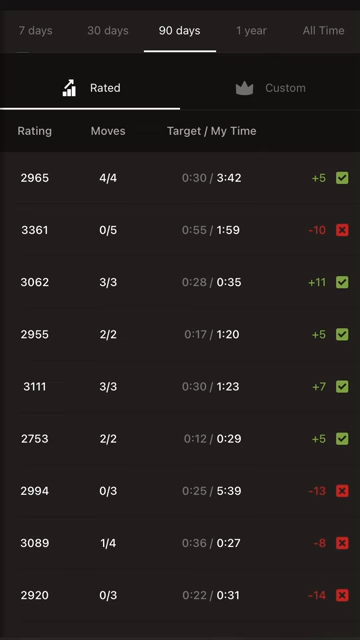 7 days 30 days 90 days 1 year All Time
Rated Custom
Rating Moves Target / My Time
2965 4/4 0:30 / 3:42 +5
3361 0/5 0:55 / 1:59 -10
3062 3/3 0:28 / 0:35 +11
2955 2/2 0:17 / 1:20 +5
3111 3/3 0:30 / 1:23 +7
2753 2/2 0:12 / 0:29 +5
2994 0/3 0:25 / 5:39 -13
3089 1/4 0:36 / 0:27 -8
2920 0/3 0:22 / 0:31 -14